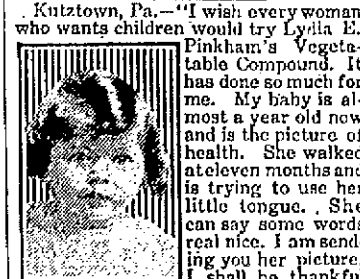 Kutztown, Pa.—"I wish every woman
who wants children would try Lydia E.
Pinkham's Vegeta-
table Compound. It
has done so much for
me. My baby is al-
most a year old now
and is the picture of
health. She walked
at eleven months and
is trying to use her
little tongue. She
can say some words
real nice. I am send-
ing you her picture.
I shall be thankf